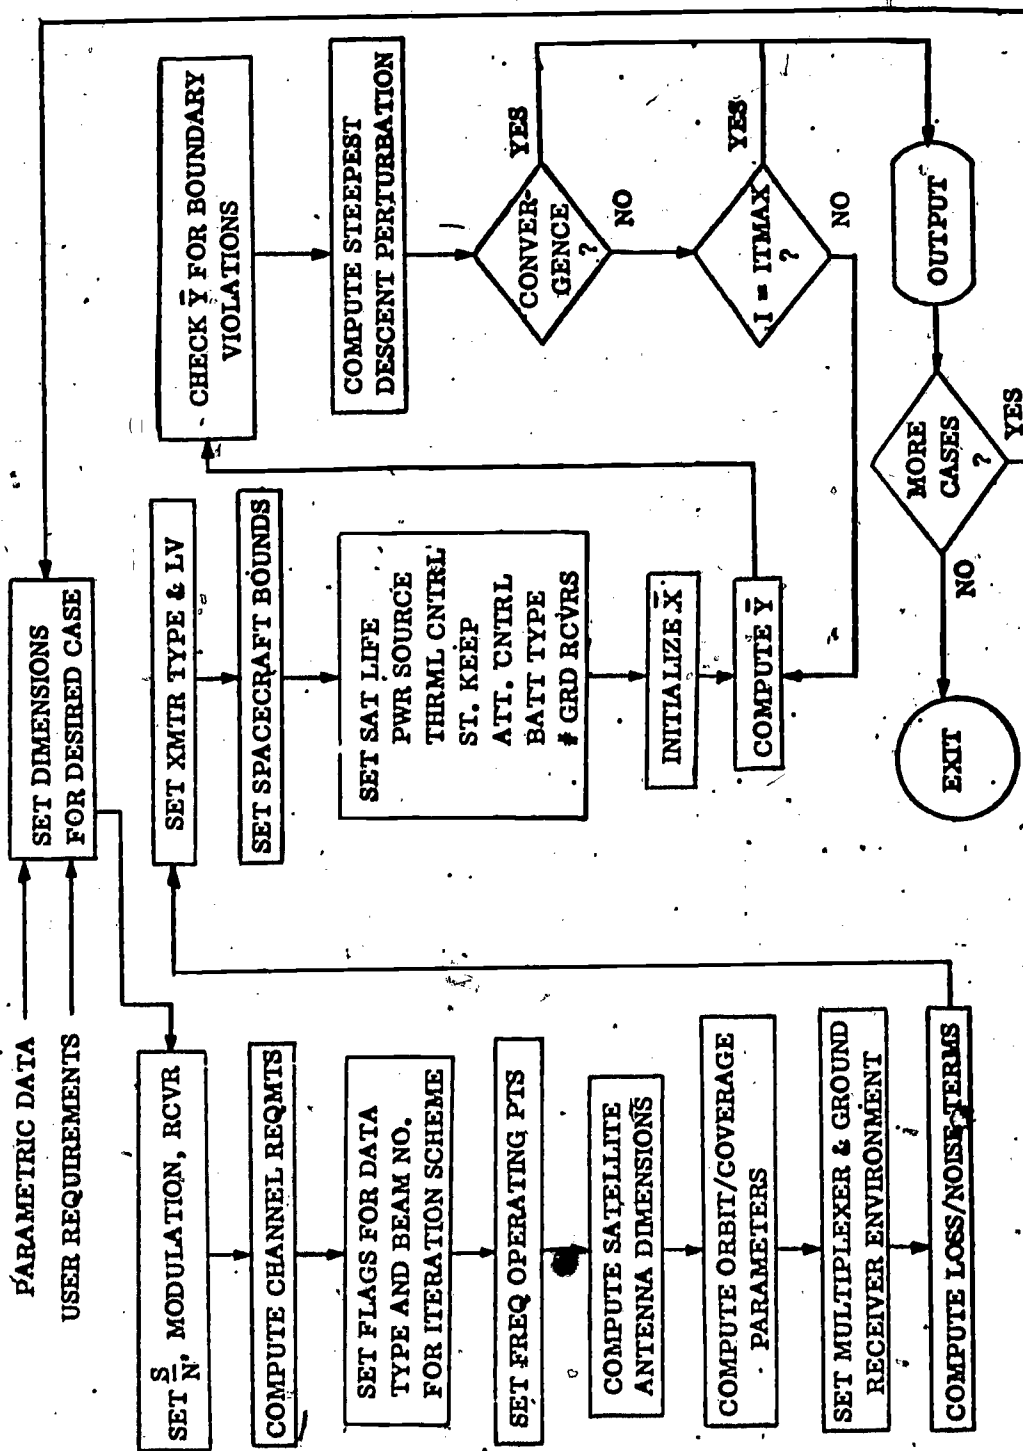 PARAMETRIC DATA
USER REQUIREMENTS
SET DIMENSIONS
FOR DESIRED CASE
SET S/N, MODULATION, RCVR
COMPUTE CHANNEL REQMTS
SET FLAGS FOR DATA
TYPE AND BEAM NO.
FOR ITERATION SCHEME
SET FREQ OPERATING PTS
COMPUTE SATELLITE
ANTENNA DIMENSIONS
COMPUTE ORBIT/COVERAGE
PARAMETERS
SET MULTIPLEXER & GROUND
RECEIVER ENVIRONMENT
COMPUTE LOSS/NOISE TERMS
SET XMTR TYPE & LV
SET SPACECRAFT BOUNDS
SET SAT LIFE
PWR SOURCE
THRML CNTRL
ST. KEEP
ATT. CNTRL
BATT TYPE
# GRD RCVRS
INITIALIZE X̄
COMPUTE Ȳ
CHECK Ȳ FOR BOUNDARY
VIOLATIONS
COMPUTE STEEPEST
DESCENT PERTURBATION
CONVER-
GENCE
?
YES
NO
I = ITMAX
?
YES
NO
OUTPUT
MORE
CASES
?
YES
NO
EXIT